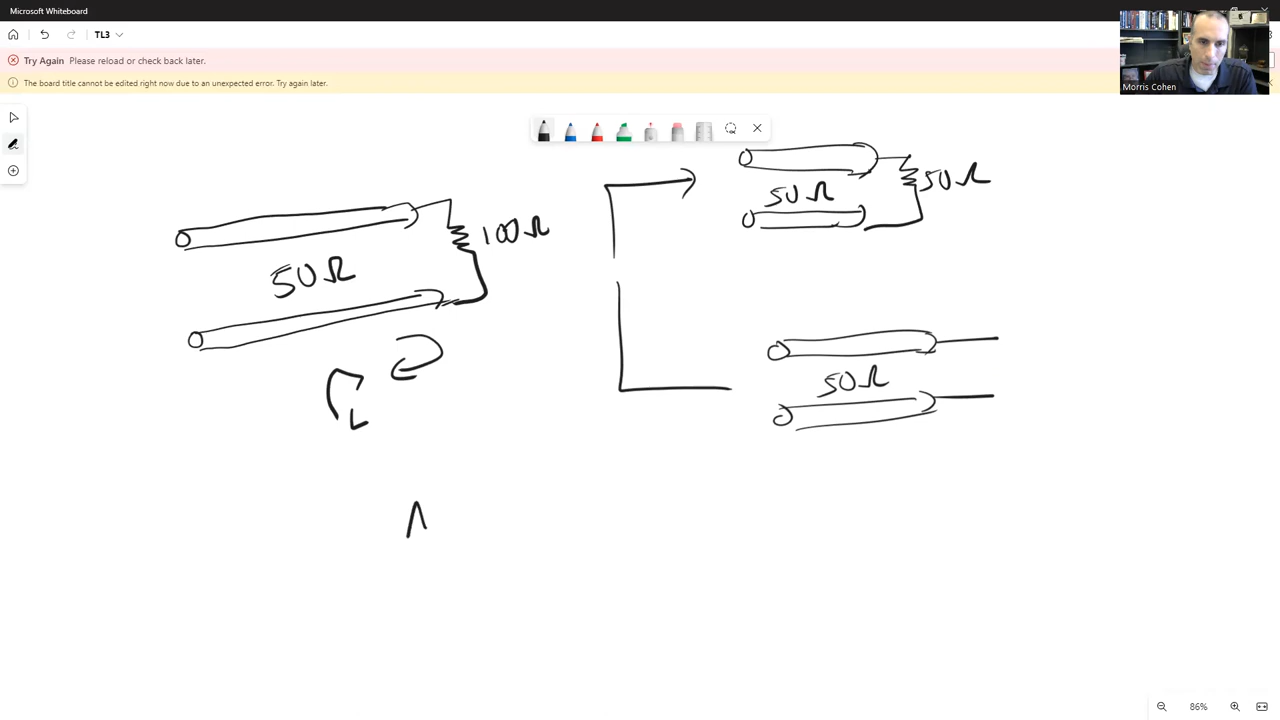 Microsoft Whiteboard
TL3
Try Again Please reload or check back later.
The board title cannot be edited right now due to an unexpected error. Try again later.
Morris Cohen
50Ω
50Ω
100Ω
50Ω
50Ω
Λ
86%